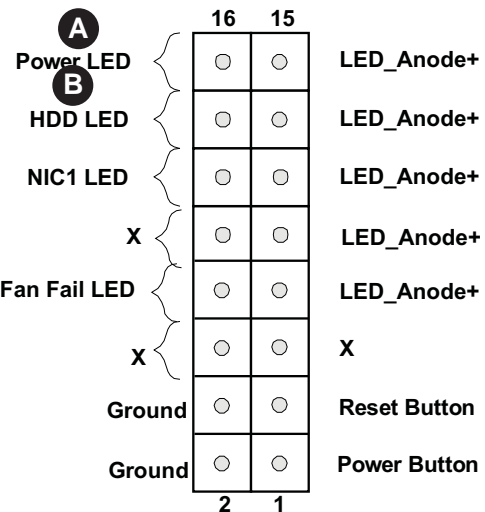 16 15
A
Power LED LED_Anode+
B
HDD LED LED_Anode+
NIC1 LED LED_Anode+
X LED_Anode+
Fan Fail LED LED_Anode+
X X
Ground Reset Button
Ground Power Button
2 1